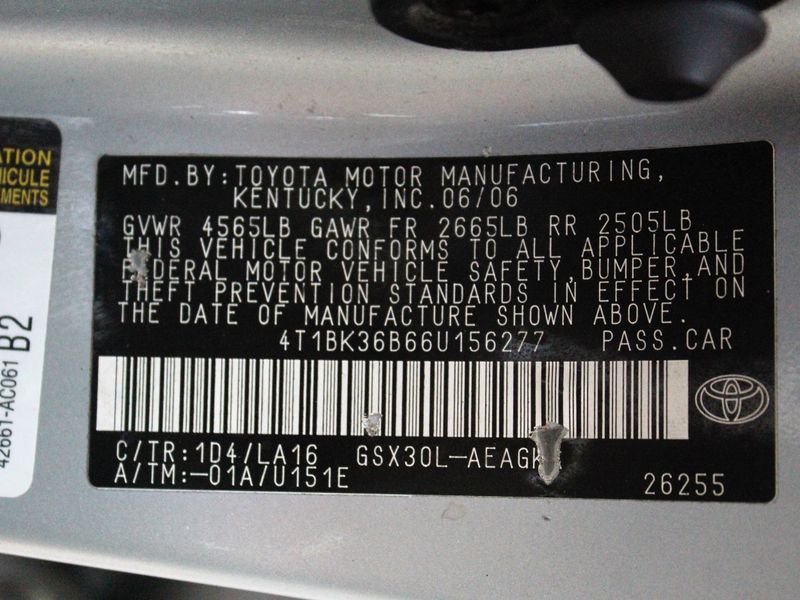 ATION
HICULE
EMENTS
B2
42661-AC061
MFD.BY:TOYOTA MOTOR MANUFACTURING,
KENTUCKY,INC.06/06
GVWR 4565LB GAWR FR 2665LB RR 2505LB
THIS VEHICLE CONFORMS TO ALL APPLICABLE
FEDERAL MOTOR VEHICLE SAFETY,BUMPER,AND
THEFT PREVENTION STANDARDS IN EFFECT ON
THE DATE OF MANUFACTURE SHOWN ABOVE.
4T1BK36B66U156277 PASS.CAR
C/TR:1D4/LA16 GSX30L-AEAGK
A/TM:-01A/U151E 26255